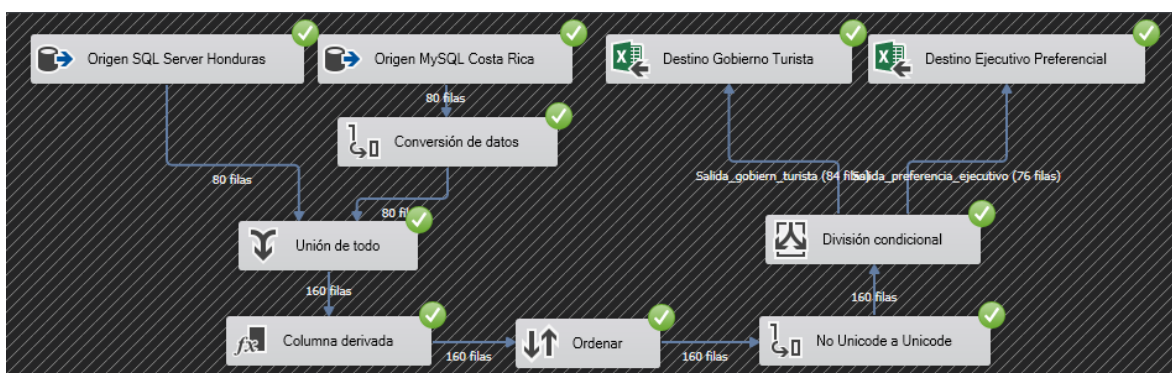 Origen SQL Server Honduras
Origen MySQL Costa Rica
Destino Gobierno Turista
Destino Ejecutivo Preferencial
80 filas
Conversión de datos
80 filas
80 filas
Salida_gobiern_turista (84 filas)
Salida_preferencia_ejecutivo (76 filas)
Unión de todo
División condicional
160 filas
160 filas
Columna derivada
160 filas
Ordenar
160 filas
No Unicode a Unicode